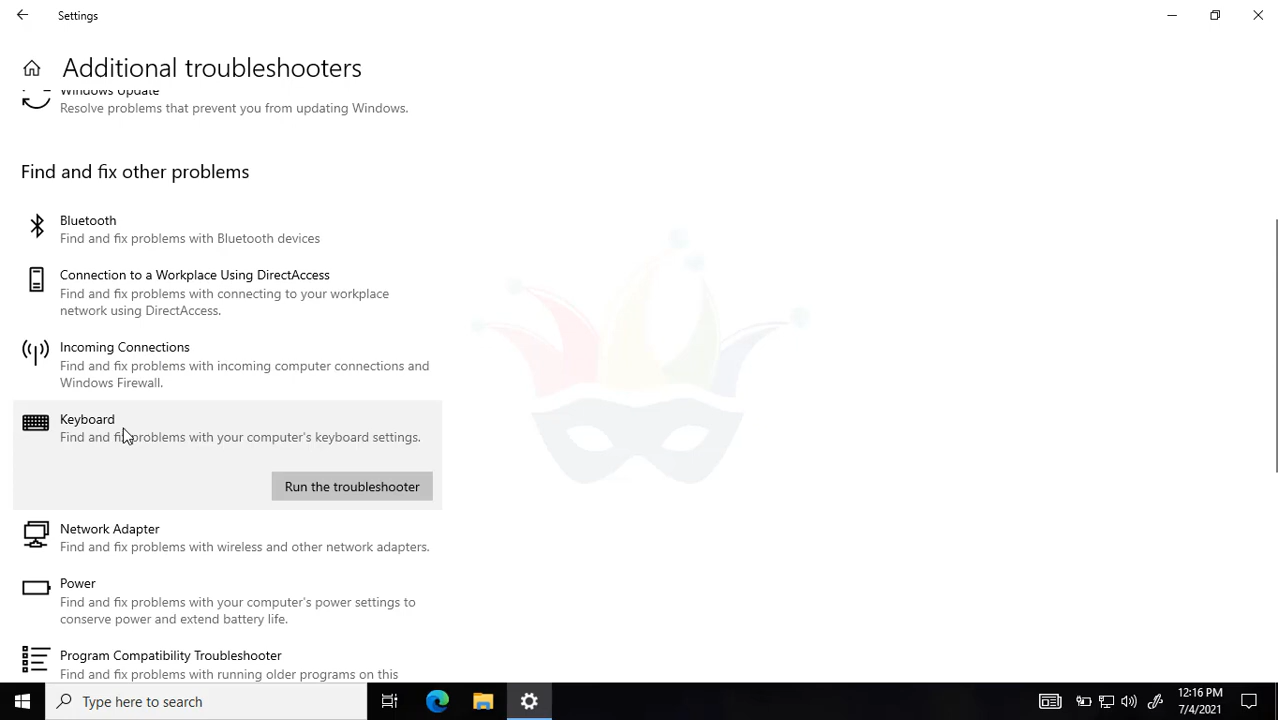 Settings
Additional troubleshooters
Windows Update
Resolve problems that prevent you from updating Windows.
Find and fix other problems
Bluetooth
Find and fix problems with Bluetooth devices
Connection to a Workplace Using DirectAccess
Find and fix problems with connecting to your workplace
network using DirectAccess.
Incoming Connections
Find and fix problems with incoming computer connections and
Windows Firewall.
Keyboard
Find and fix problems with your computer's keyboard settings.
Run the troubleshooter
Network Adapter
Find and fix problems with wireless and other network adapters.
Power
Find and fix problems with your computer's power settings to
conserve power and extend battery life.
Program Compatibility Troubleshooter
Find and fix problems with running older programs on this
Type here to search
12:16 PM
7/4/2021